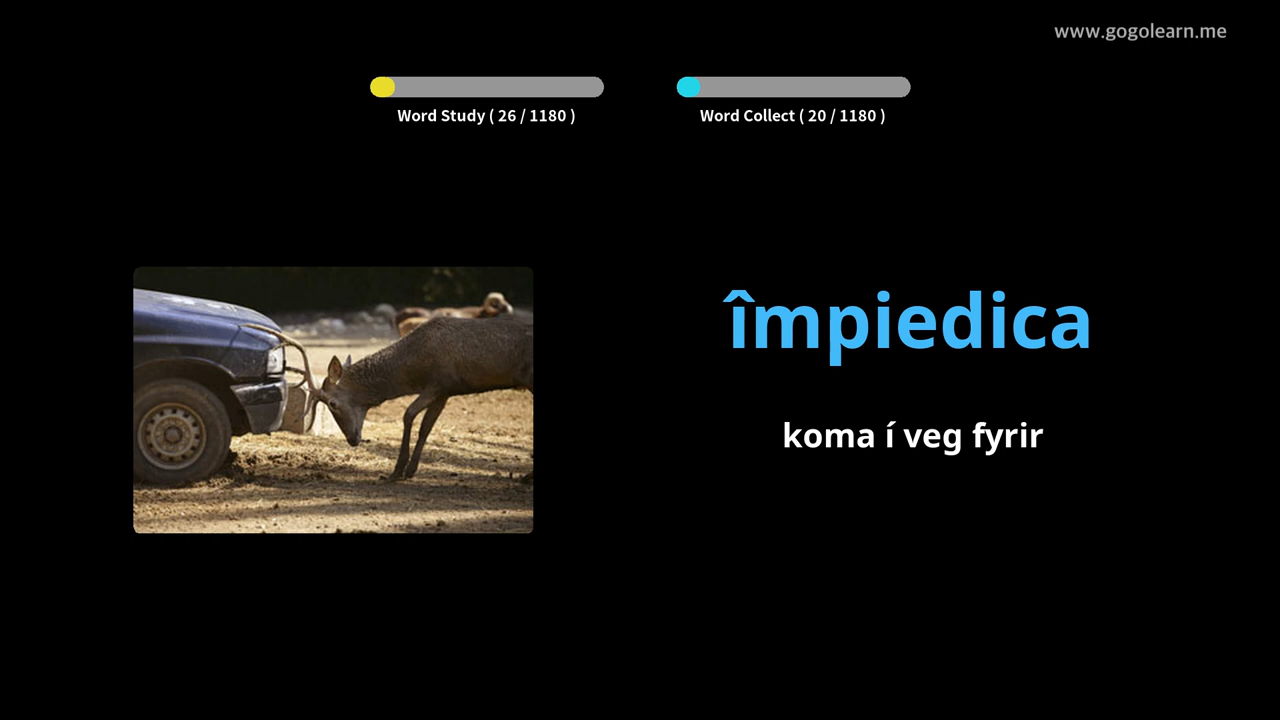 www.gogolearn.me
Word Study ( 26 / 1180 )
Word Collect ( 20 / 1180 )
împiedica
koma í veg fyrir